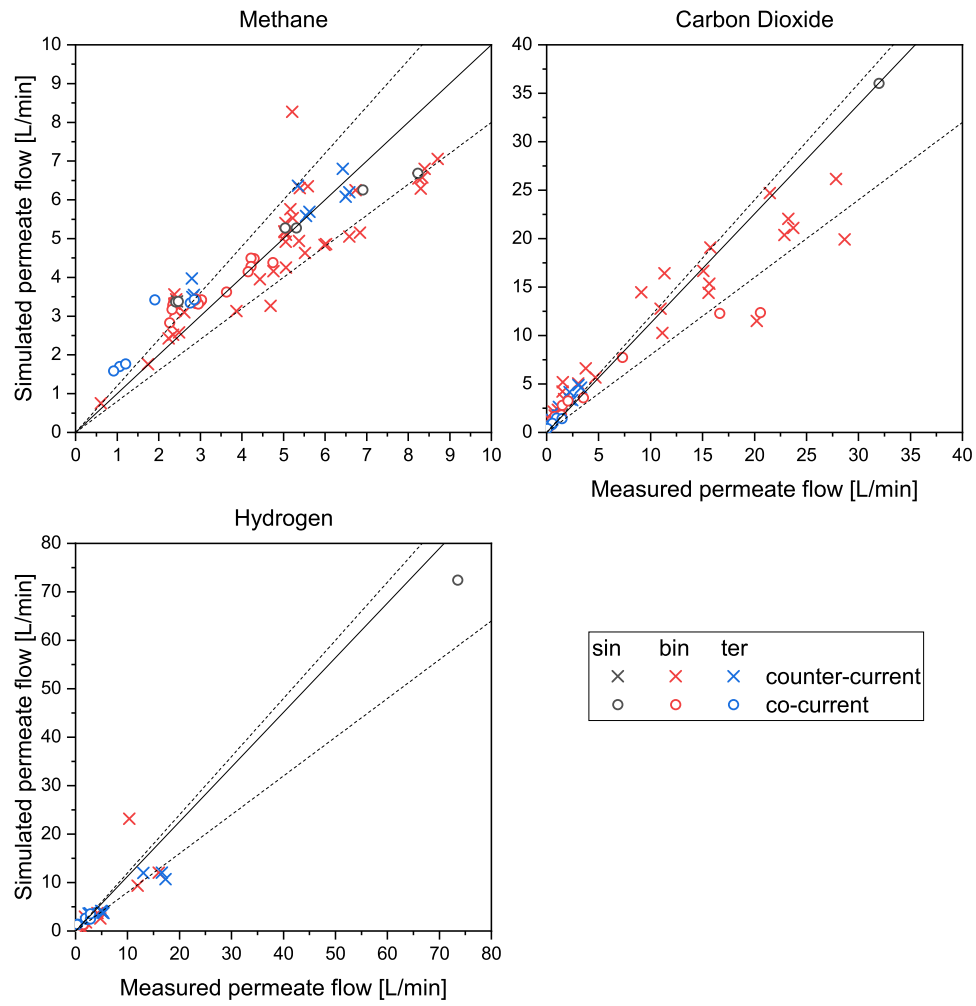 Methane
Simulated permeate flow [L/min]
10
9
8
7
6
5
4
3
2
1
0
0 1 2 3 4 5 6 7 8 9 10
Carbon Dioxide
40
35
30
25
20
15
10
5
0
0 5 10 15 20 25 30 35 40
Measured permeate flow [L/min]
Hydrogen
Simulated permeate flow [L/min]
80
70
60
50
40
30
20
10
0
0 10 20 30 40 50 60 70 80
Measured permeate flow [L/min]
sin bin ter
counter-current
co-current